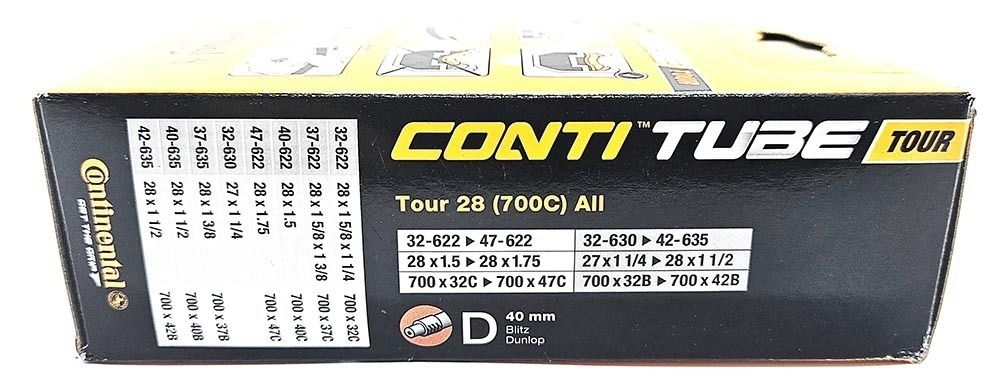 CONTI™ TUBE TOUR
Tour 28 (700C) All
32-622 ▸ 47-622 32-630 ▸ 42-635
28 x 1.5 ▸ 28 x 1.75 27 x 1 1/4 ▸ 28 x 1 1/2
700 x 32C ▸ 700 x 47C 700 x 32B ▸ 700 x 42B
D 40 mm
Blitz
Dunlop
32-622 28 x 1 5/8 x 1 1/4 700 x 32C
37-622 28 x 1 5/8 x 1 3/8 700 x 37C
40-622 28 x 1.5 700 x 40C
47-622 28 x 1.75 700 x 47C
32-630 27 x 1 1/4
37-635 28 x 1 3/8 700 x 37B
40-635 28 x 1 1/2 700 x 40B
42-635 28 x 1 1/2 700 x 42B
Continental
700